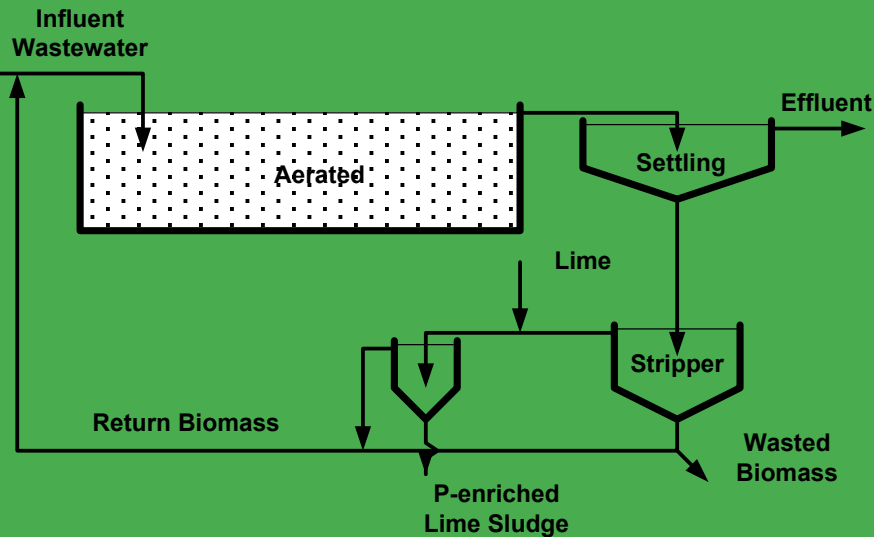 Influent
Wastewater
Effluent
Aerated
Settling
Lime
Stripper
Return Biomass
Wasted
Biomass
P-enriched
Lime Sludge